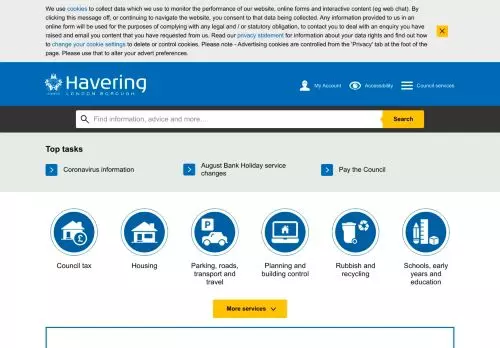 We use cookies to collect data which we use to monitor the performance of our website, online forms and interactive content (eg web chat). By
clicking this message off, or continuing to navigate the website, you consent to that data being collected. Any information provided to us in an
online form will be used for the purposes of complying with any legal and / or statutory obligation, to contact you to deal with an enquiry you have
raised and email you content that you have requested from us. Read our privacy statement for information about your data rights and find out how
to change your cookie settings to delete or control cookies. Please note - Advertising cookies are controlled from the 'Privacy' tab at the foot of the
page. Please use that to alter your advert preferences.
Havering
LONDON BOROUGH
My Account
Accessibility
Council services
Find information, advice and more....
Search
Top tasks
Coronavirus information
August Bank Holiday service
changes
Pay the Council
Council tax
Housing
Parking, roads,
transport and
travel
Planning and
building control
Rubbish and
recycling
Schools, early
years and
education
More services